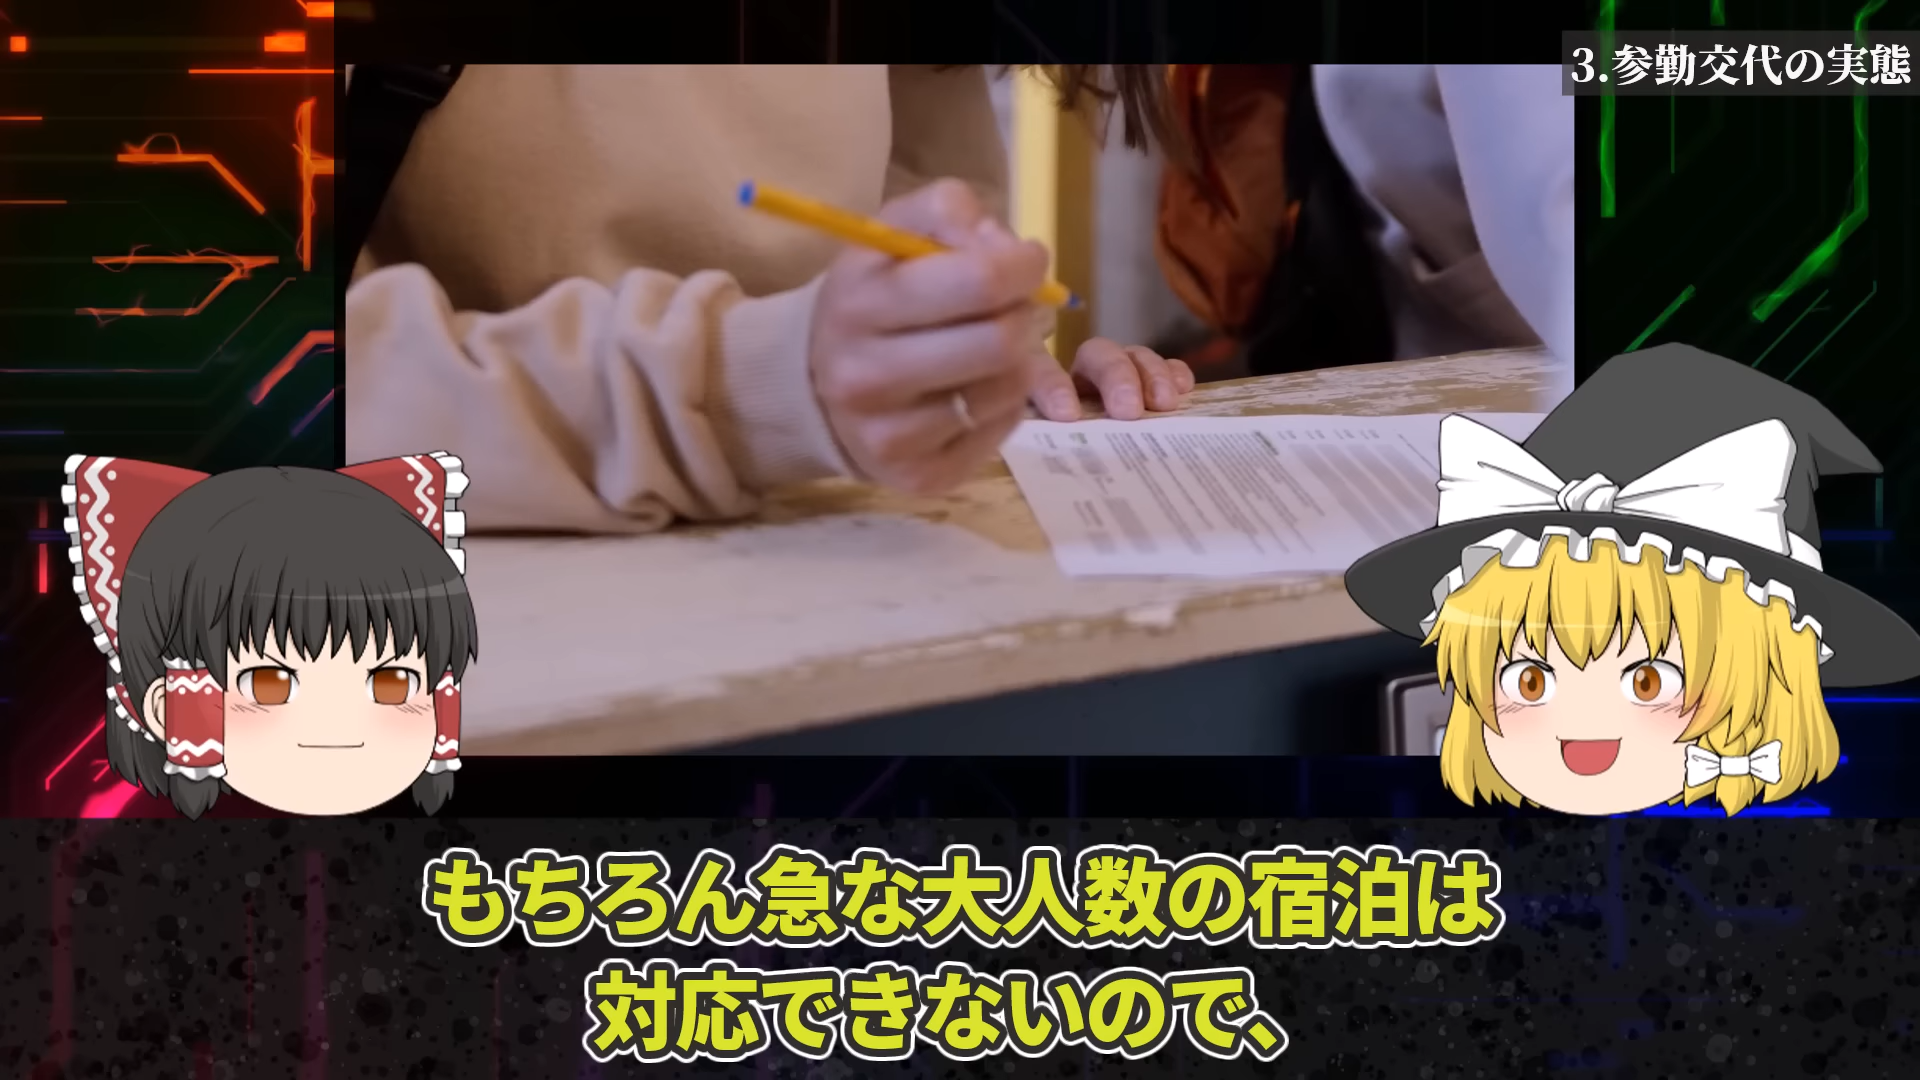 3.参勤交代の実態
もちろん急な大人数の宿泊は
対応できないので、